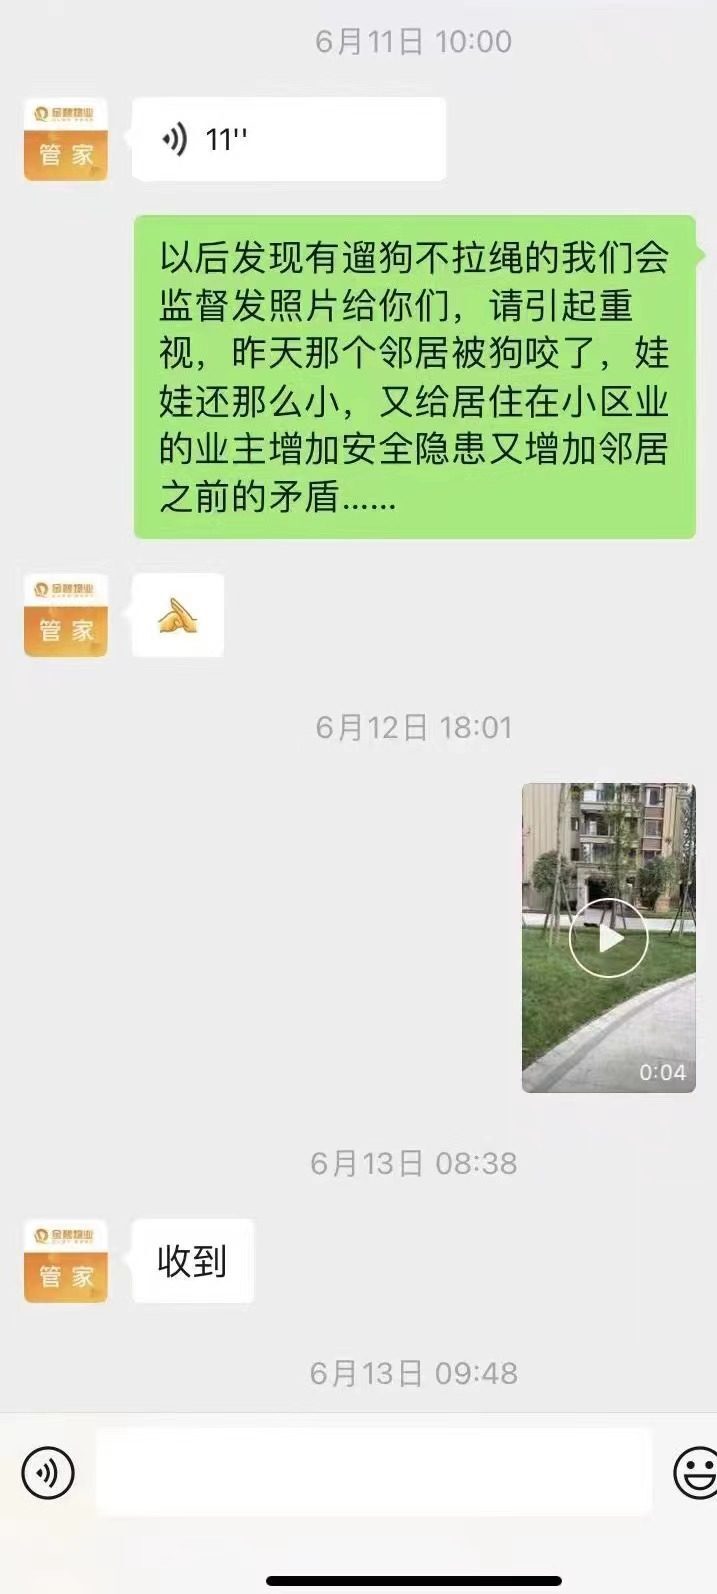 6月11日 10:00
金牌物业
管家
11''
以后发现有遛狗不拉绳的我们会
监督发照片给你们，请引起重
视，昨天那个邻居被狗咬了，娃
娃还那么小，又给居住在小区业
的业主增加安全隐患又增加邻居
之前的矛盾......
金牌物业
管家
6月12日 18:01
0:04
6月13日 08:38
金牌物业
管家
收到
6月13日 09:48